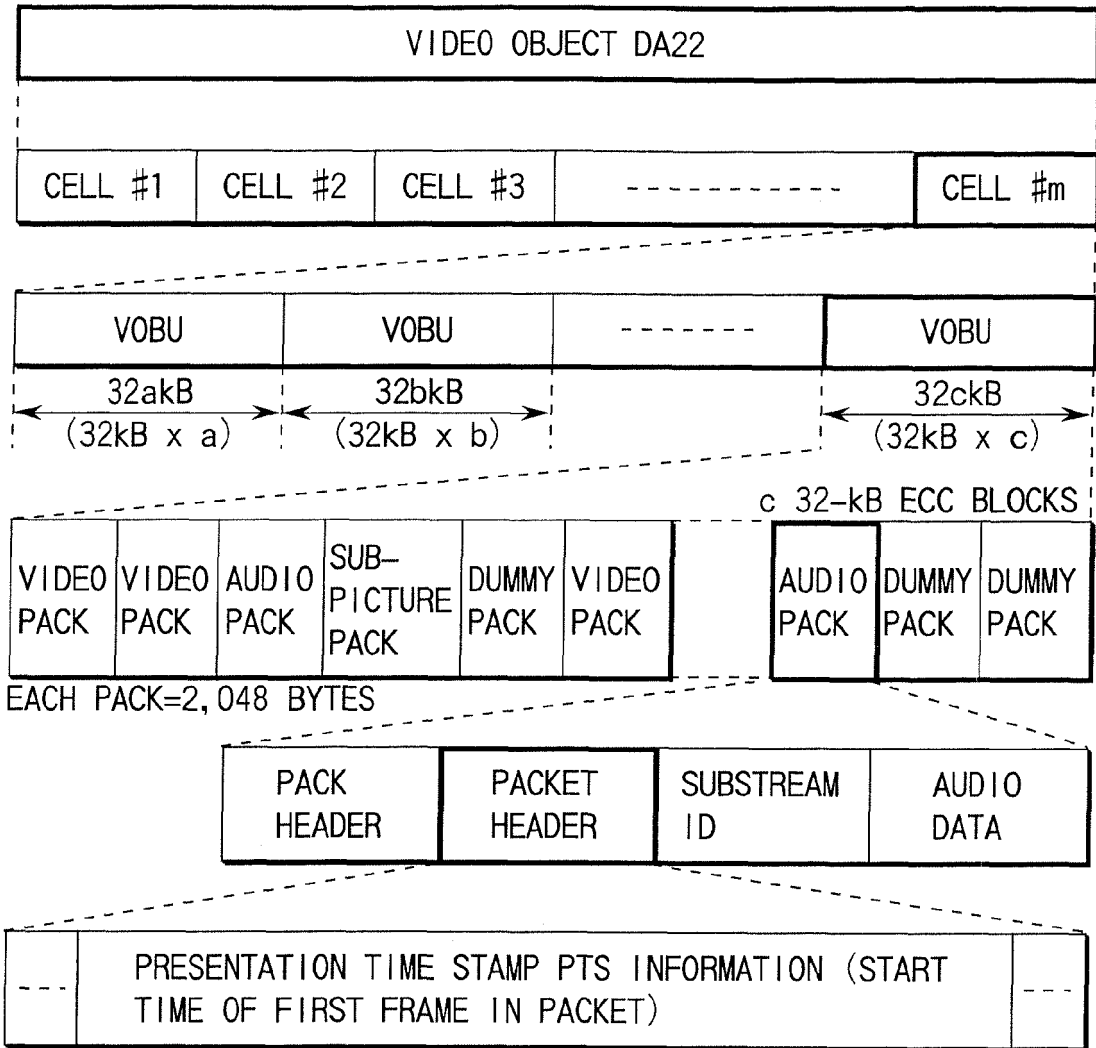 VIDEO OBJECT DA22
CELL #1 CELL #2 CELL #3 CELL #m
VOBU VOBU VOBU
32akB 32bkB 32ckB
(32kB x a) (32kB x b) (32kB x c)
c 32-kB ECC BLOCKS
VIDEO PACK
VIDEO PACK
AUDIO PACK
SUB-
PICTURE
PACK
DUMMY PACK
VIDEO PACK
AUDIO PACK
DUMMY PACK
DUMMY PACK
EACH PACK=2,048 BYTES
PACK
HEADER
PACKET
HEADER
SUBSTREAM
ID
AUDIO
DATA
PRESENTATION TIME STAMP PTS INFORMATION (START
TIME OF FIRST FRAME IN PACKET)